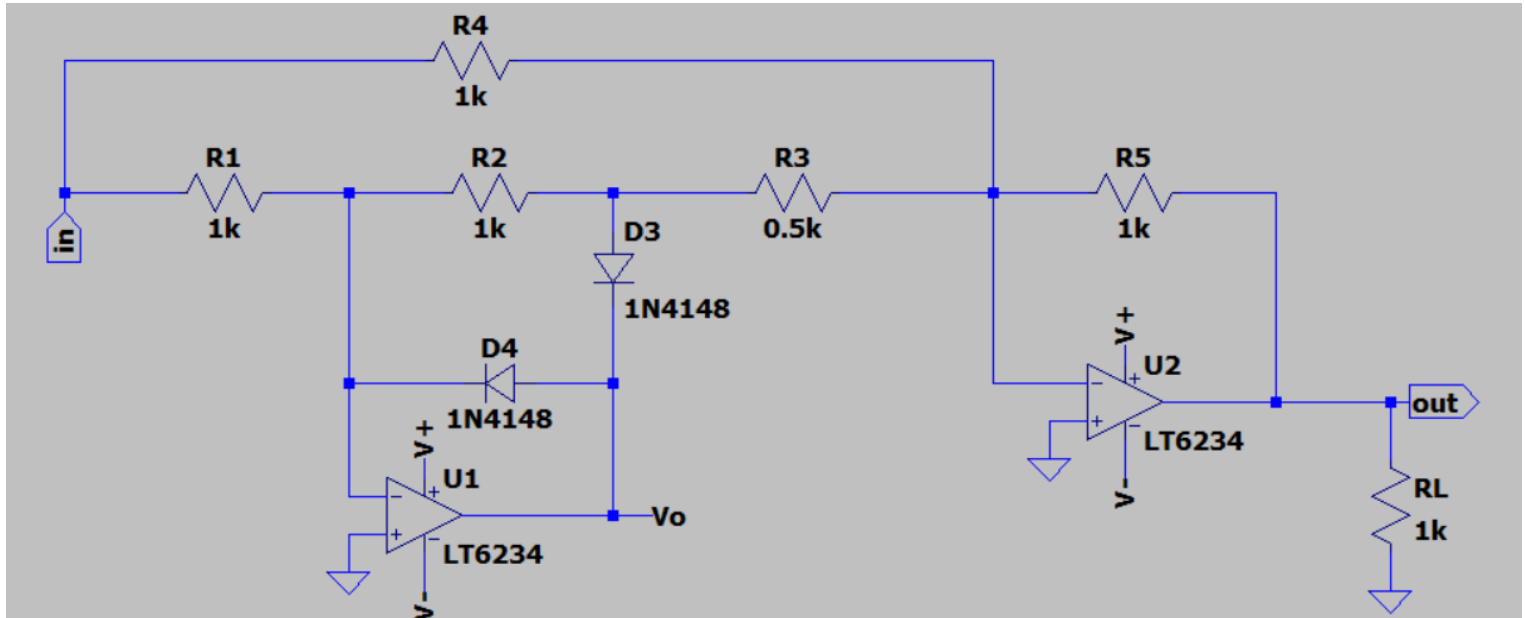 R4
1k
R1
1k
R2
1k
R3
0.5k
R5
1k
in
D3
1N4148
D4
1N4148
V+
U1
LT6234
V-
Vo
V+
U2
LT6234
V-
out
RL
1k